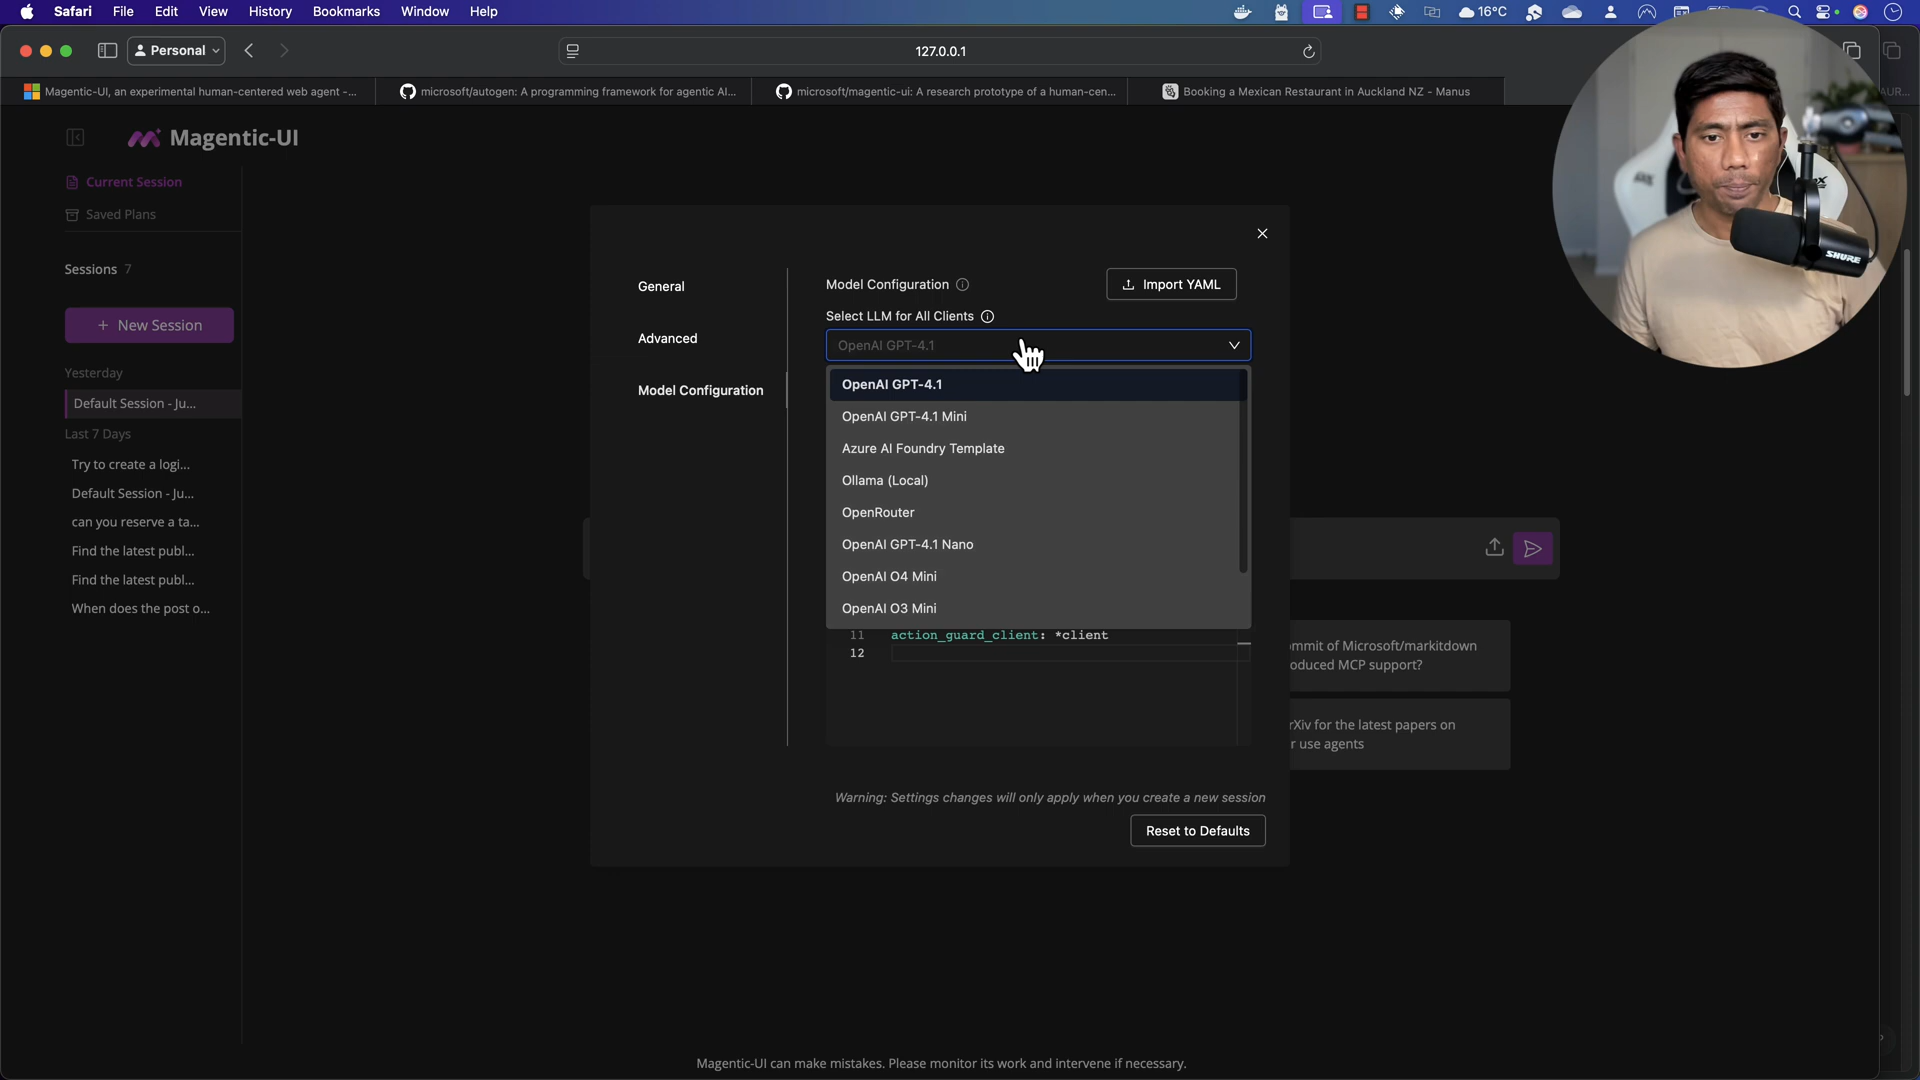 Safari File Edit View History Bookmarks Window Help 16°C
Personal 127.0.0.1
Magentic-UI, an experimental human-centered web agent -...
microsoft/autogen: A programming framework for agentic AI...
microsoft/magentic-ui: A research prototype of a human-cen...
Booking a Mexican Restaurant in Auckland NZ - Manus
AUR...
Magentic-UI
Current Session
Saved Plans
Sessions 7
+ New Session
Yesterday
Default Session - Ju...
Last 7 Days
Try to create a logi...
Default Session - Ju...
can you reserve a ta...
Find the latest publ...
Find the latest publ...
When does the post o...
General
Advanced
Model Configuration
Model Configuration
Import YAML
Select LLM for All Clients
OpenAI GPT-4.1
OpenAI GPT-4.1
OpenAI GPT-4.1 Mini
Azure AI Foundry Template
Ollama (Local)
OpenRouter
OpenAI GPT-4.1 Nano
OpenAI O4 Mini
OpenAI O3 Mini
11 action_guard_client: *client
12
Warning: Settings changes will only apply when you create a new session
Reset to Defaults
ommit of Microsoft/markitdown
oduced MCP support?
rXiv for the latest papers on
r use agents
SHURE
Magentic-UI can make mistakes. Please monitor its work and intervene if necessary.